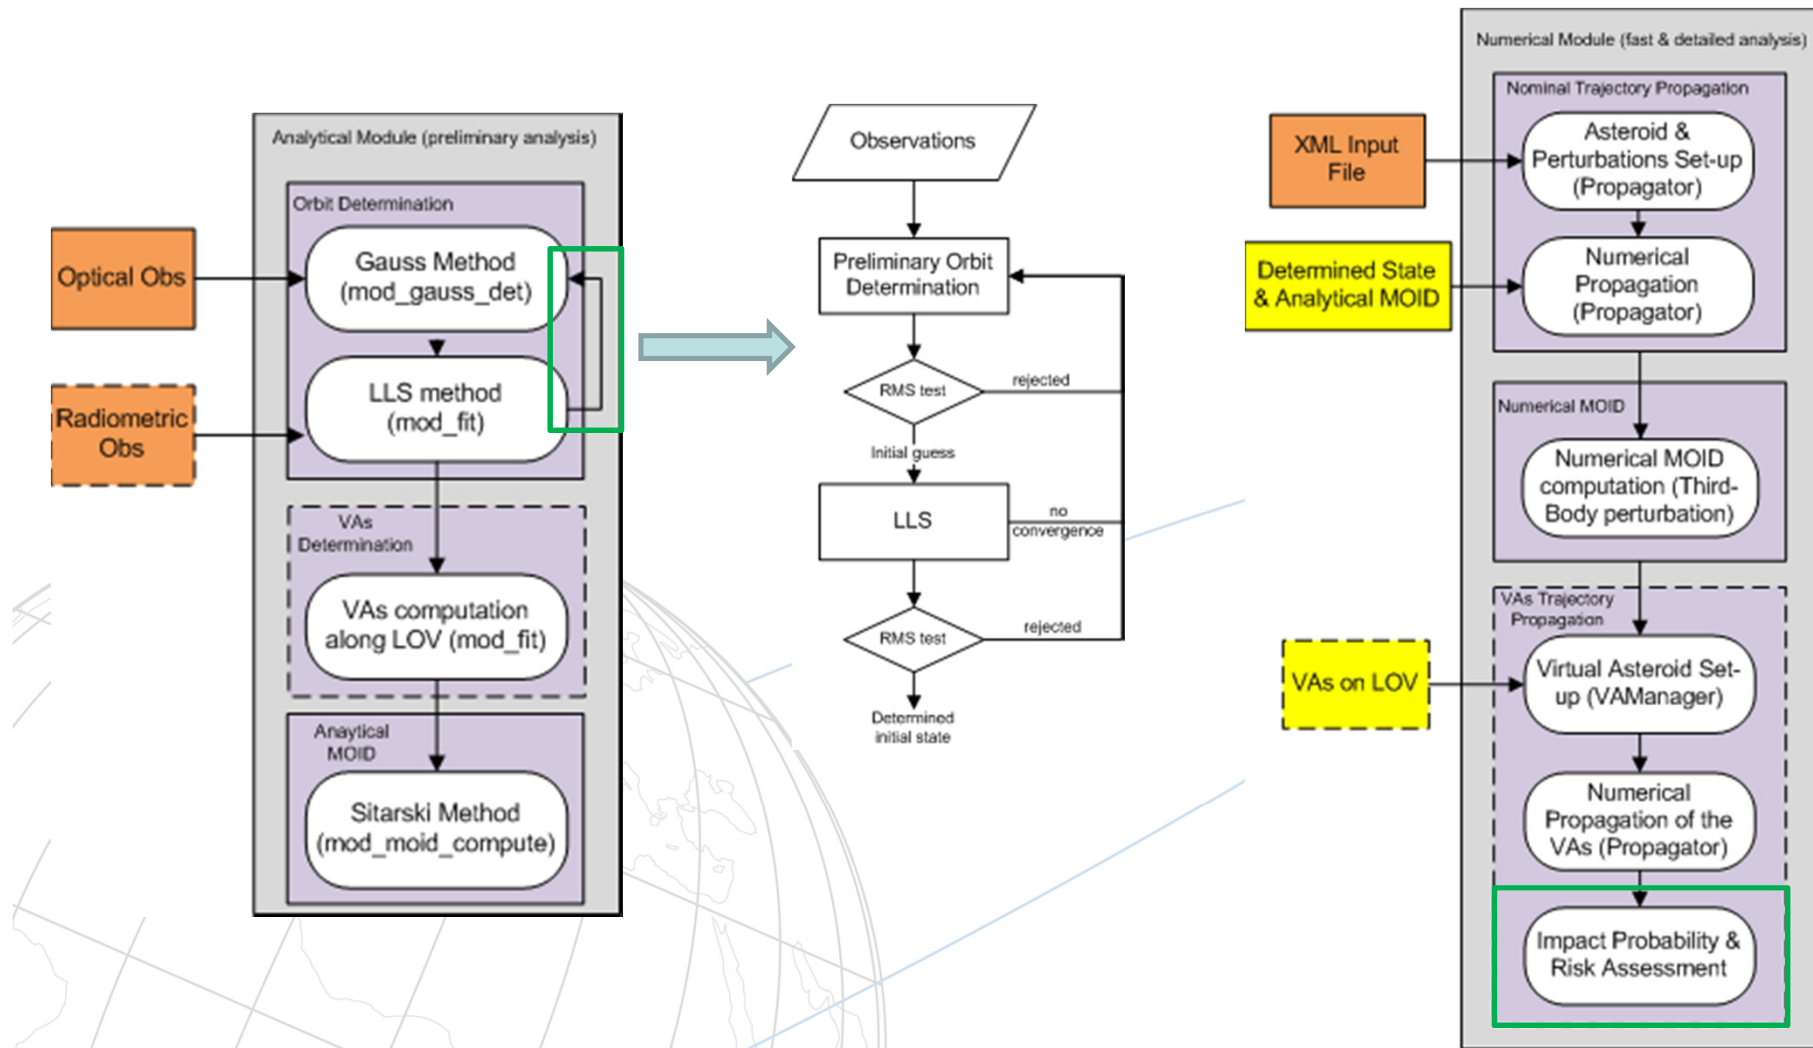 Analytical Module (preliminary analysis)
Orbit Determination
Optical Obs
Gauss Method
(mod_gauss_det)
Radiometric
Obs
LLS method
(mod_fit)
VAs
Determination
VAs computation
along LOV (mod_fit)
Anaytical
MOID
Sitarski Method
(mod_moid_compute)
Observations
Preliminary Orbit
Determination
RMS test
rejected
Initial guess
LLS
no
convergence
RMS test
rejected
Determined
initial state
Numerical Module (fast & detailed analysis)
Nominal Trajectory Propagation
XML Input
File
Asteroid &
Perturbations Set-up
(Propagator)
Determined State
& Analytical MOID
Numerical
Propagation
(Propagator)
Numerical MOID
Numerical MOID
computation (Third-
Body perturbation)
VAs Trajectory
Propagation
VAs on LOV
Virtual Asteroid Set-
up (VAManager)
Numerical
Propagation of the
VAs (Propagator)
Impact Probability &
Risk Assessment